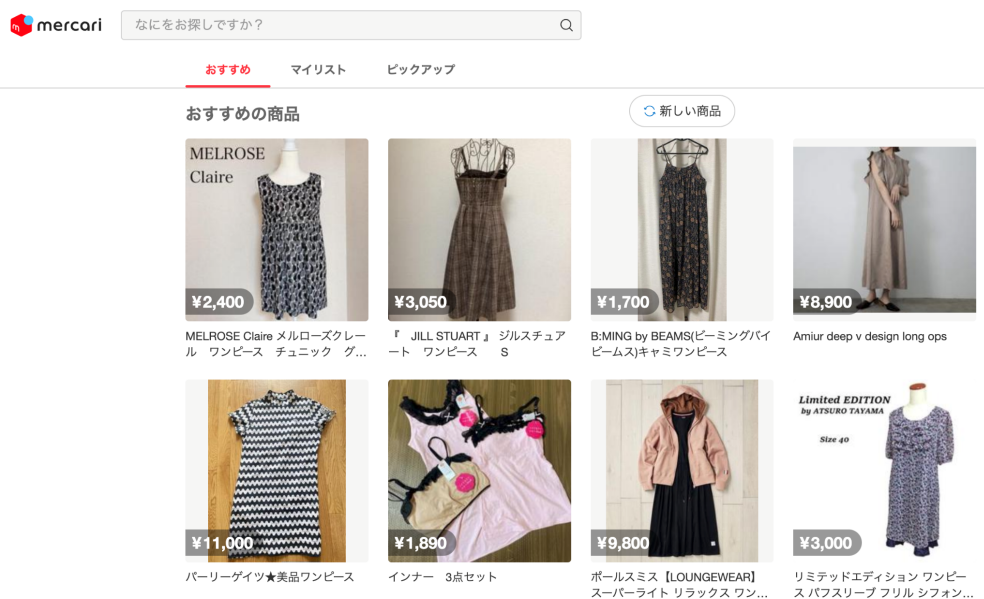 mercari
なにをお探しですか？
おすすめ
マイリスト
ピックアップ
おすすめの商品
新しい商品
MELROSE
Claire
¥2,400
MELROSE Claire メルローズクレー
ル　ワンピース　チュニック　グ…
¥3,050
『　JILL STUART 』 ジルスチュア
ート　ワンピース　　S
¥1,700
B:MING by BEAMS(ビーミングバイ
ビームス)キャミワンピース
¥8,900
Amiur deep v design long ops
¥11,000
パーリーゲイツ★美品ワンピース
¥1,890
インナー　3点セット
¥9,800
ポールスミス【LOUNGEWEAR】
スーパーライト リラックス ワン…
Limited EDITION
by ATSURO TAYAMA
Size 40
¥3,000
リミテッドエディション ワンピー
ス パフスリーブ フリル シフォン…